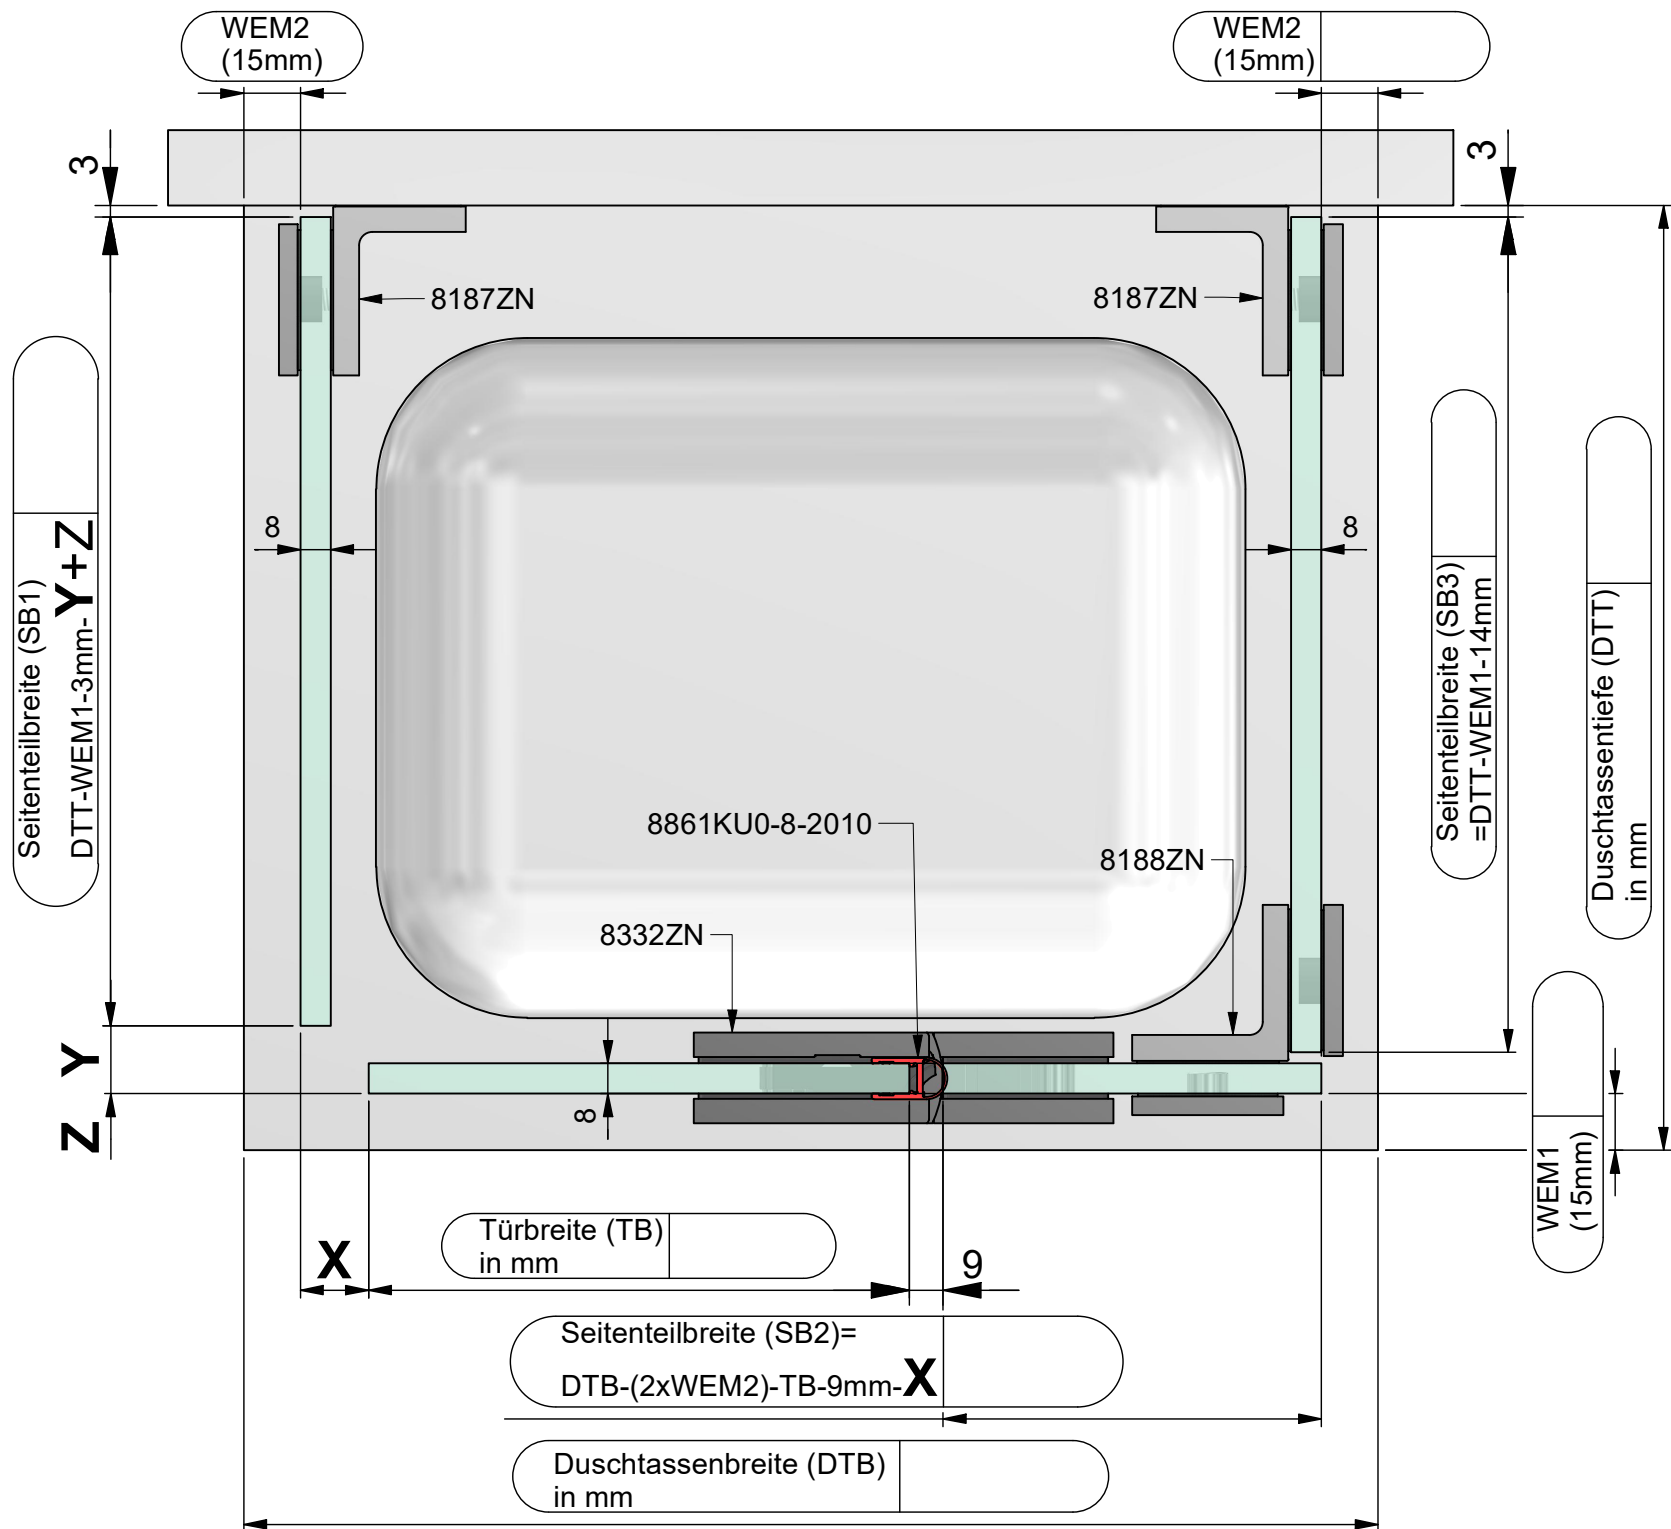 WEM2
(15mm)
WEM2
(15mm)
3
3
8187ZN
8187ZN
8
8
Seitenteilbreite (SB1)
DTT-WEM1-3mm-Y+Z
Seitenteilbreite (SB3)
=DTT-WEM1-14mm
Duschtassentiefe (DTT)
in mm
8861KU0-8-2010
8188ZN
8332ZN
Y
Z
8
WEM1
(15mm)
X
Türbreite (TB)
in mm
9
Seitenteilbreite (SB2)=
DTB-(2xWEM2)-TB-9mm-X
Duschtassenbreite (DTB)
in mm